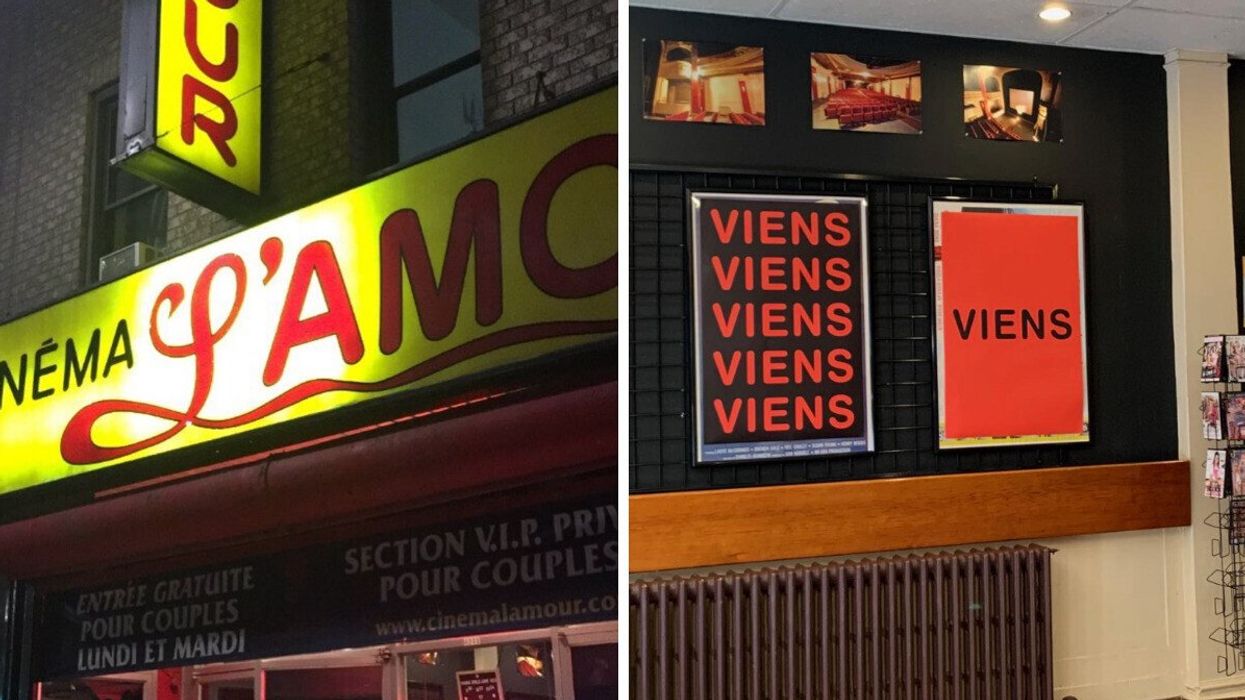 UR
NÉMA L'AMO
ENTRÉE GRATUITE
POUR COUPLES
LUNDI ET MARDI
SECTION V.I.P. PRIV
POUR COUPLES
www.cinemalamour.co
VIENS
VIENS
VIENS
VIENS
VIENS
VIENS